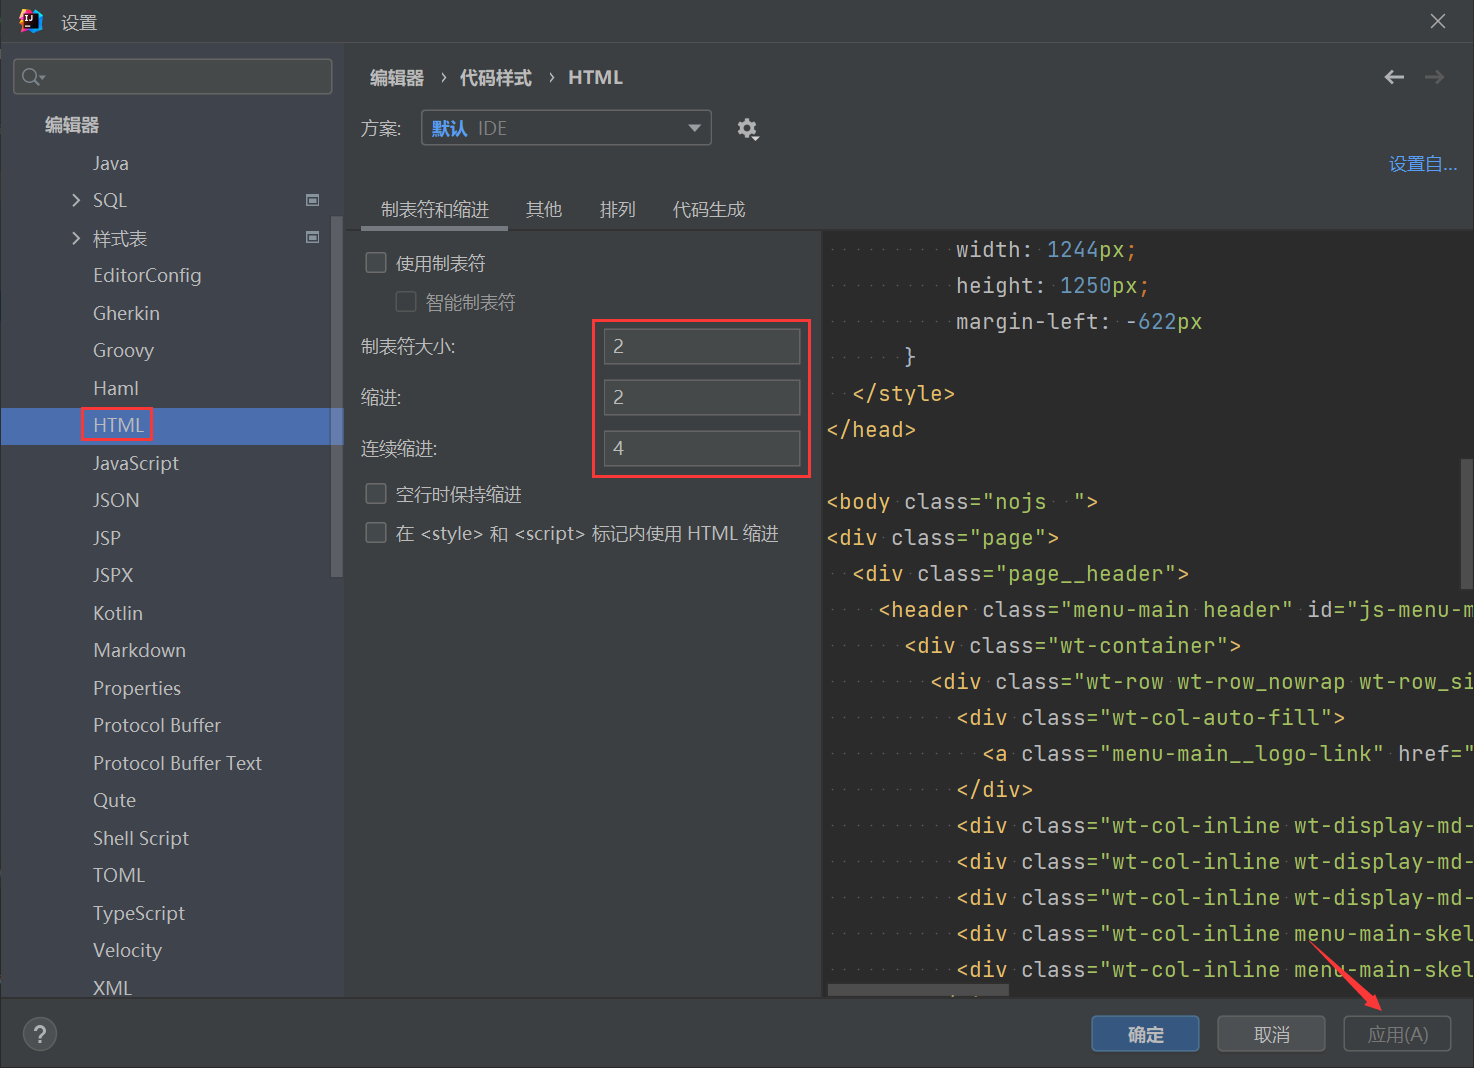 设置
编辑器
Java
SQL
样式表
EditorConfig
Gherkin
Groovy
Haml
HTML
JavaScript
JSON
JSP
JSPX
Kotlin
Markdown
Properties
Protocol Buffer
Protocol Buffer Text
Qute
Shell Script
TOML
TypeScript
Velocity
XML
编辑器 › 代码样式 › HTML
方案: 默认 IDE
设置自...
制表符和缩进 其他 排列 代码生成
使用制表符
智能制表符
制表符大小: 2
缩进: 2
连续缩进: 4
空行时保持缩进
在 <style> 和 <script> 标记内使用 HTML 缩进
width: 1244px;
height: 1250px;
margin-left: -622px
}
</style>
</head>
<body class="nojs  ">
<div class="page">
<div class="page__header">
<header class="menu-main header" id="js-menu-m
<div class="wt-container">
<div class="wt-row wt-row_nowrap wt-row_si
<div class="wt-col-auto-fill">
<a class="menu-main__logo-link" href="
</div>
<div class="wt-col-inline wt-display-md-
<div class="wt-col-inline wt-display-md-
<div class="wt-col-inline wt-display-md-
<div class="wt-col-inline menu-main-skel
<div class="wt-col-inline menu-main-skel
?
确定 取消 应用(A)